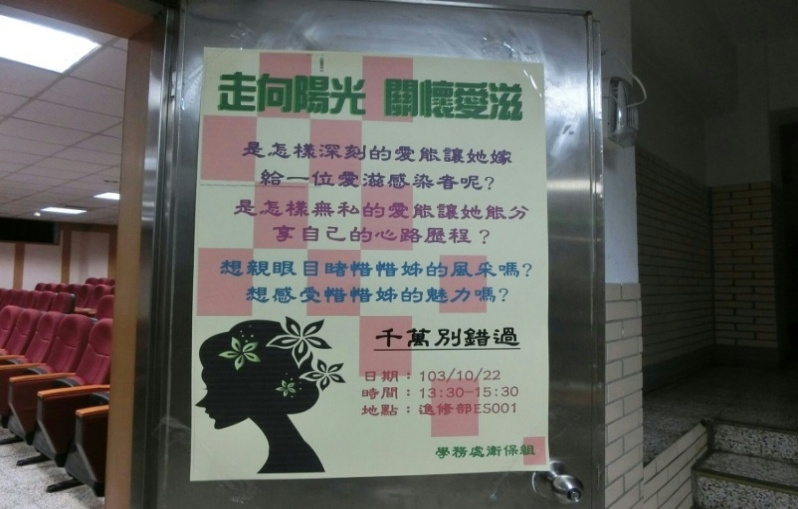 走向陽光 關懷愛滋
是怎樣深刻的愛能讓她嫁
給一位愛滋感染者呢？
是怎樣無私的愛能讓她能分
享自己的心路歷程？
想親眼目睹惜惜姊的風采嗎？
想感受惜惜姊的魅力嗎？
千萬別錯過
日期：103/10/22
時間：13:30-15:30
地點：進修部ES001
學務處衛保組